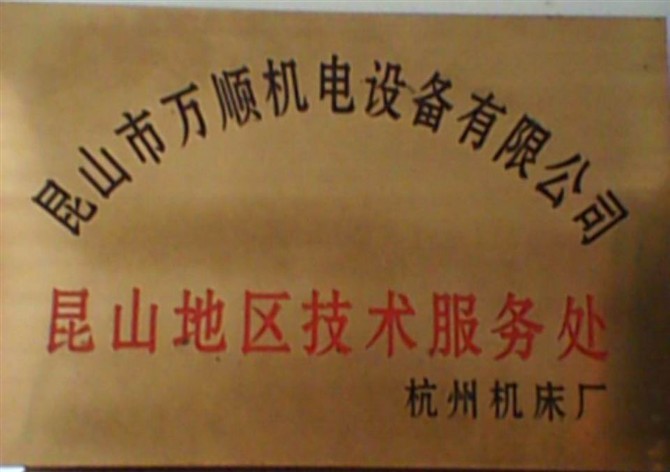 昆山市万顺机电设备有限公司
昆山地区技术服务处
杭州机床厂